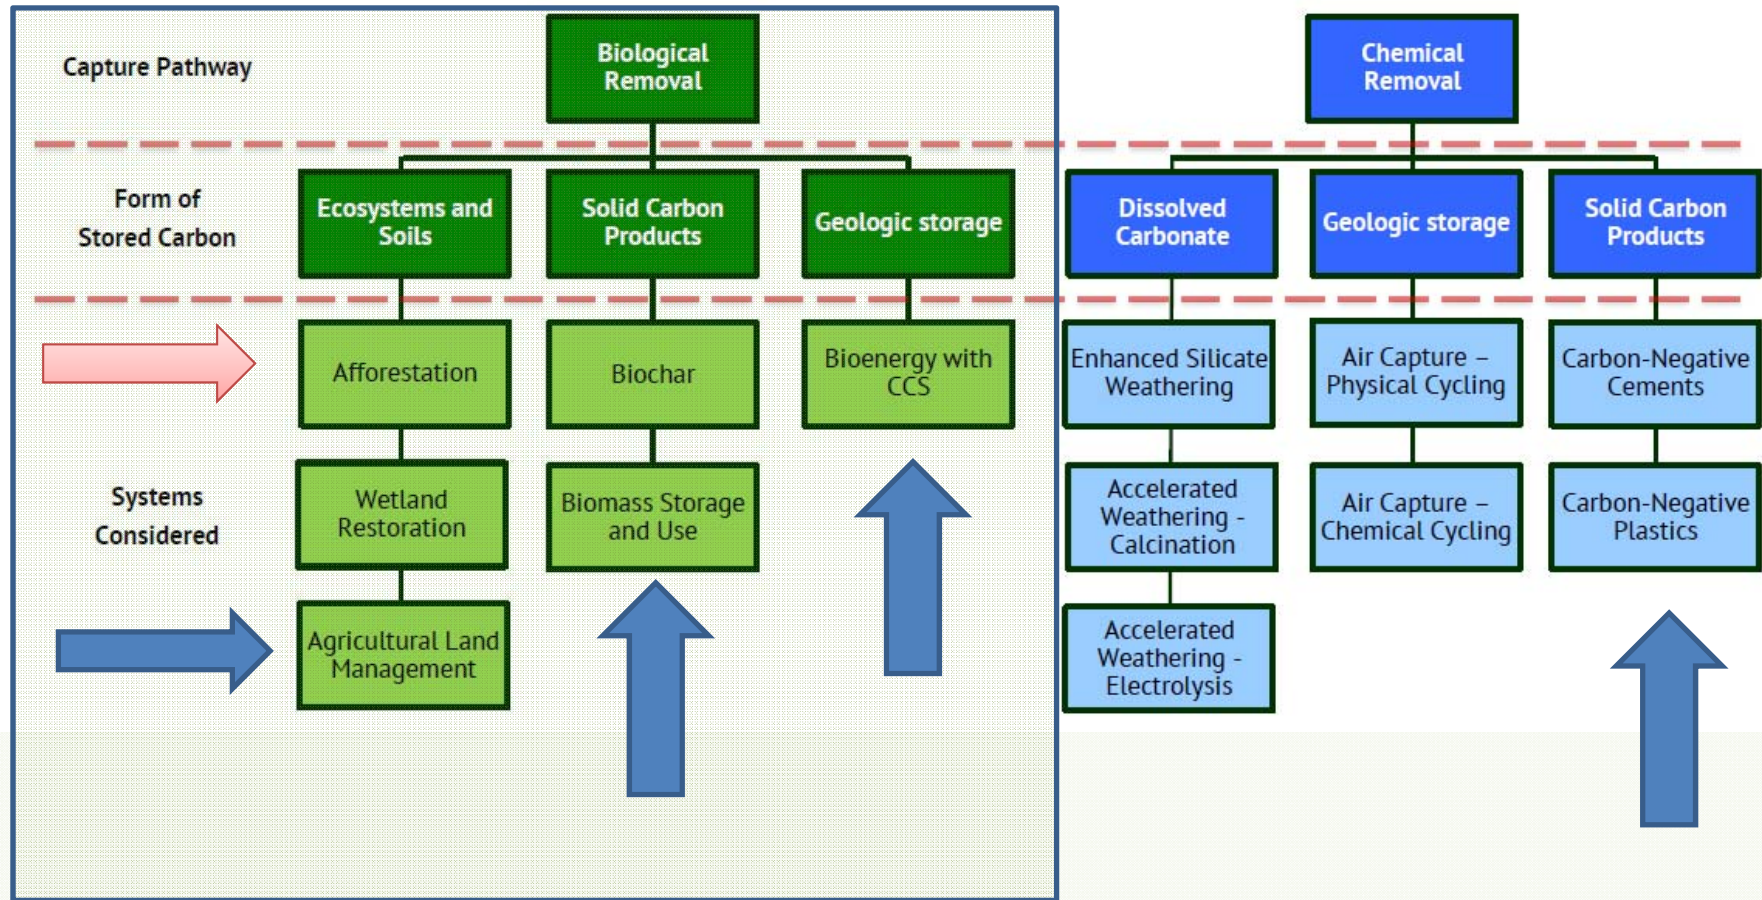 Capture Pathway
Biological
Removal
Chemical
Removal
Form of
Stored Carbon
Ecosystems and
Soils
Solid Carbon
Products
Geologic storage
Dissolved
Carbonate
Geologic storage
Solid Carbon
Products
Systems
Considered
Afforestation
Biochar
Bioenergy with
CCS
Enhanced Silicate
Weathering
Air Capture –
Physical Cycling
Carbon-Negative
Cements
Wetland
Restoration
Biomass Storage
and Use
Accelerated
Weathering -
Calcination
Air Capture –
Chemical Cycling
Carbon-Negative
Plastics
Agricultural Land
Management
Accelerated
Weathering -
Electrolysis